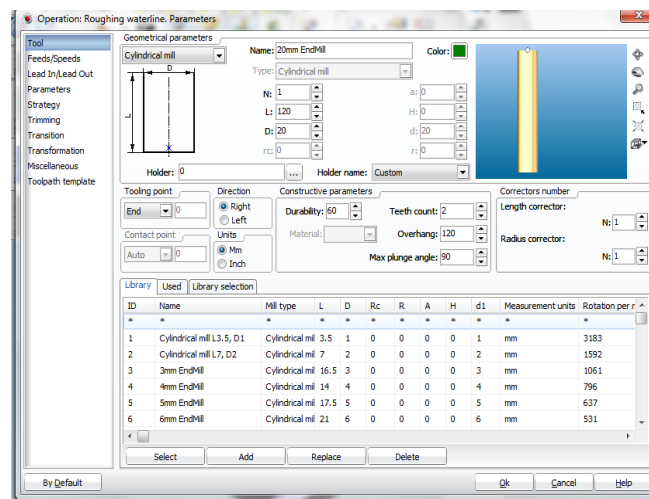 Operation: Roughing waterline. Parameters
Tool
Feeds/Speeds
Lead In/Lead Out
Parameters
Strategy
Trimming
Transition
Transformation
Miscellaneous
Toolpath template
Geometrical parameters
Cylindrical mill
D
L
Name: 20mm EndMill
Color:
Type: Cylindrical mill
N: 1
a: 0
L: 120
H: 0
D: 20
d: 20
rc: 0
r: 0
Holder: 0
...
Holder name: Custom
Tooling point
End
0
Direction
Right
Left
Contact point
Auto
0
Units
Mm
Inch
Constructive parameters
Durability: 60
Teeth count: 2
Material:
Overhang: 120
Max plunge angle: 90
Correctors number
Length corrector:
N: 1
Radius corrector:
N: 1
Library Used Library selection
ID Name Mill type L D Rc R A H d1 Measurement units Rotation per r
* * * * * * * * * * * *
1 Cylindrical mill L3.5, D1 Cylindrical mil 3.5 1 0 0 0 0 1 mm 3183
2 Cylindrical mill L7, D2 Cylindrical mil 7 2 0 0 0 0 2 mm 1592
3 3mm EndMill Cylindrical mil 16.5 3 0 0 0 0 3 mm 1061
4 4mm EndMill Cylindrical mil 14 4 0 0 0 0 4 mm 796
5 5mm EndMill Cylindrical mil 17.5 5 0 0 0 0 5 mm 637
6 6mm EndMill Cylindrical mil 21 6 0 0 0 0 6 mm 531
Select Add Replace Delete
By Default Ok Cancel Help